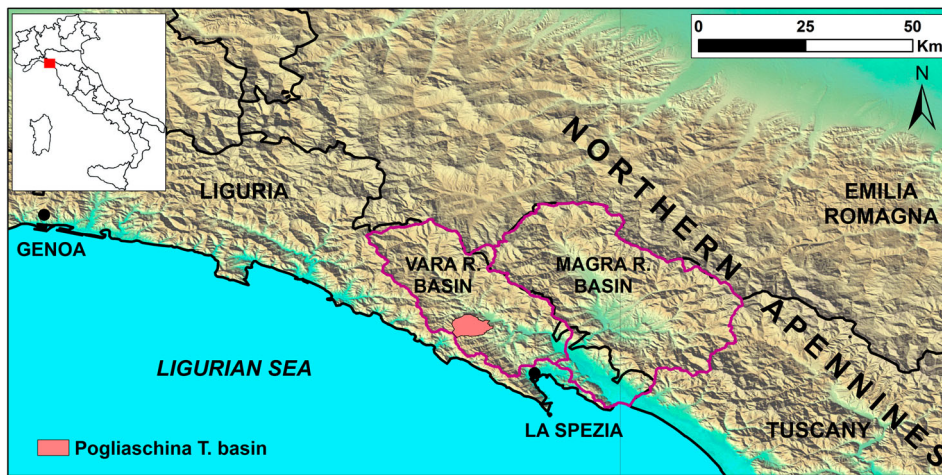 0 25 50
Km
N
NORTHERN APENNINES
LIGURIA
EMILIA
ROMAGNA
GENOA
VARA R.
BASIN
MAGRA R.
BASIN
LIGURIAN SEA
LA SPEZIA
TUSCANY
Pogliaschina T. basin